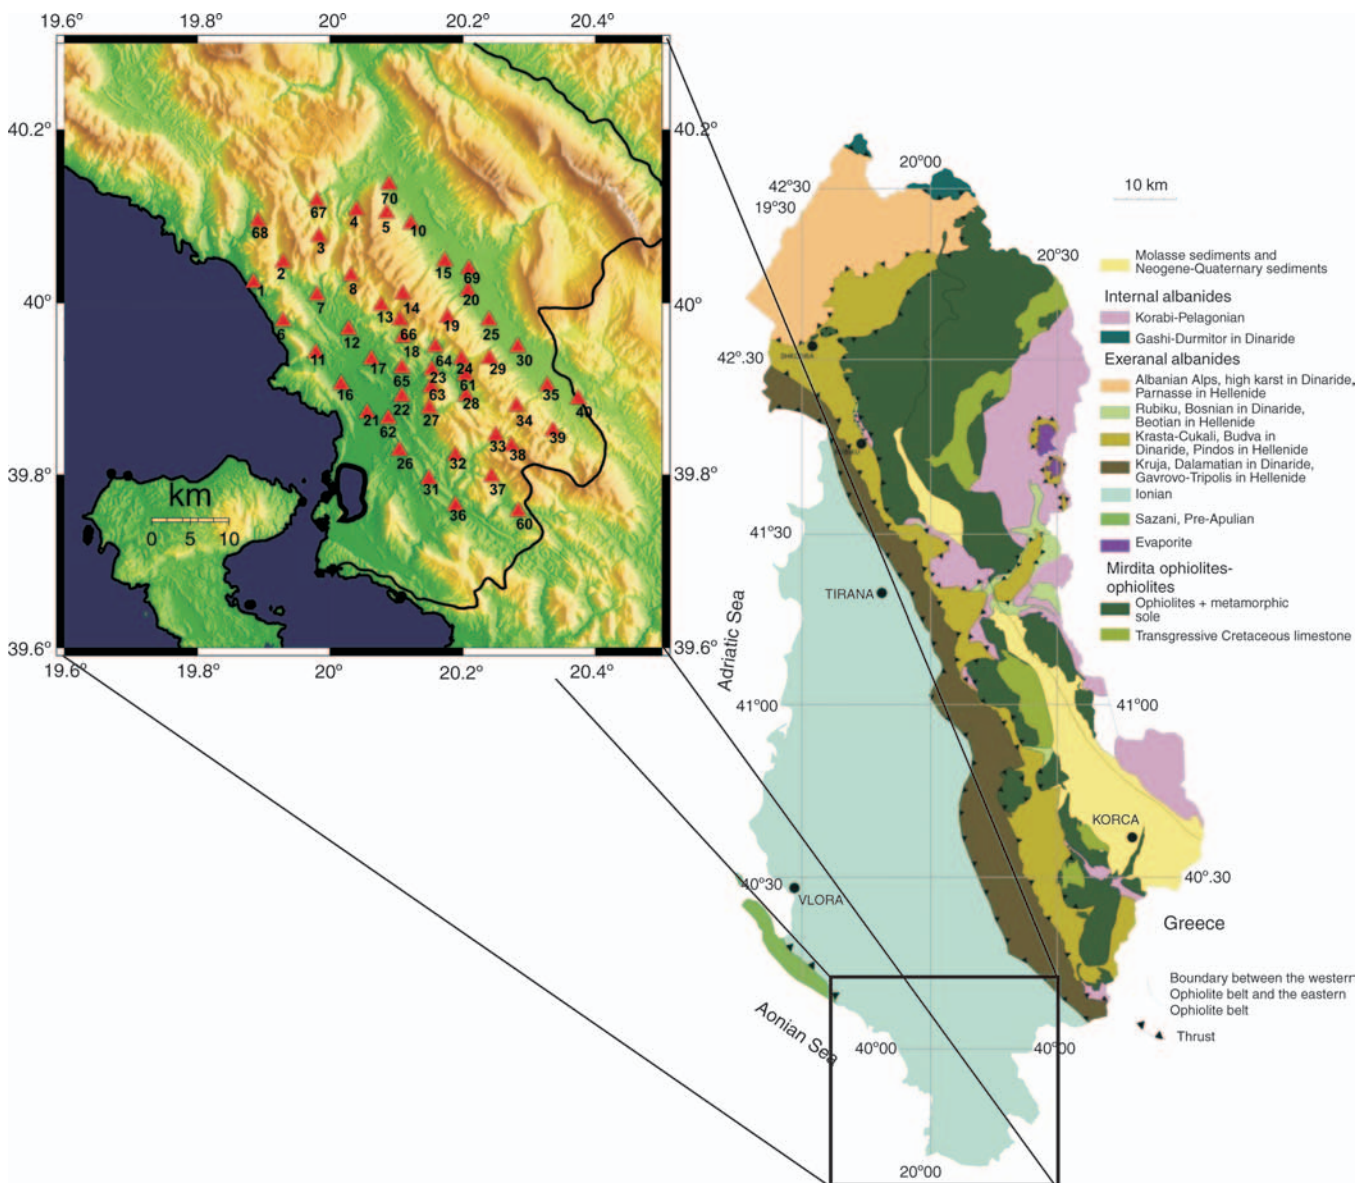 19.6°
19.8°
20°
20.2°
20.4°
40.2°
40°
39.8°
39.6°
40.2°
40°
39.8°
39.6°
19.6°
19.8°
20°
20.2°
20.4°
70
67
4
5
10
68
3
2
15
69
1
8
20
7
14
13
6
66
19
25
12
18
11
17
64
24
29
30
65
23
61
16
63
28
35
40
22
27
21
62
34
33
39
38
26
32
31
37
36
60
km
0 5 10
20°00
42°30
19°30
10 km
20°30
42°.30
41°30
41°30
TIRANA
Adriatic Sea
41°00
41°00
KORCA
40°30
40°.30
VLORA
Greece
Aonian Sea
40°00
40°00
20°00
Molasse sediments and
Neogene-Quaternary sediments
Internal albanides
Korabi-Pelagonian
Gashi-Durmitor in Dinaride
Exeranal albanides
Albanian Alps, high karst in Dinaride,
Parnasse in Hellenide
Rubiku, Bosnian in Dinaride,
Beotian in Hellenide
Krasta-Cukali, Budva in
Dinaride, Pindos in Hellenide
Kruja, Dalamatian in Dinaride,
Gavrovo-Tripolis in Hellenide
Ionian
Sazani, Pre-Apulian
Evaporite
Mirdita ophiolites-
ophiolites
Ophiolites + metamorphic
sole
Transgressive Cretaceous limestone
Boundary between the western
Ophiolite belt and the eastern
Ophiolite belt
Thrust